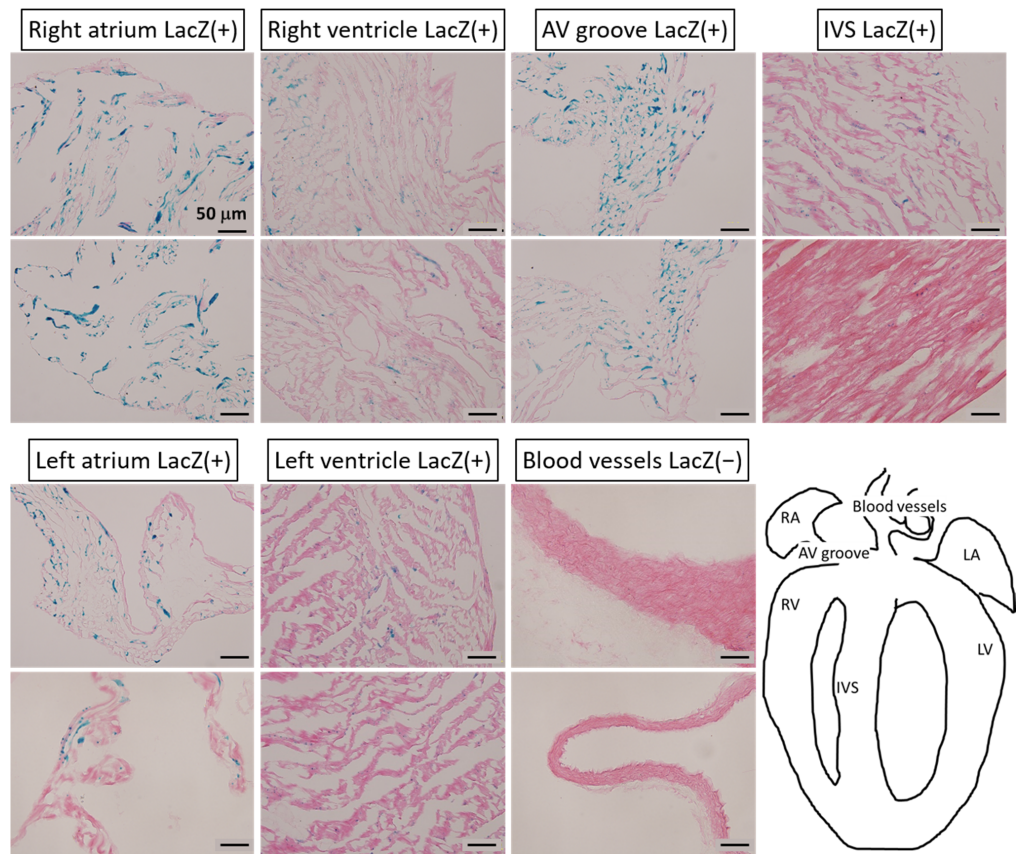 Right atrium LacZ(+)
Right ventricle LacZ(+)
AV groove LacZ(+)
IVS LacZ(+)
50 μm
Left atrium LacZ(+)
Left ventricle LacZ(+)
Blood vessels LacZ(−)
RA
Blood vessels
AV groove
LA
RV
LV
IVS